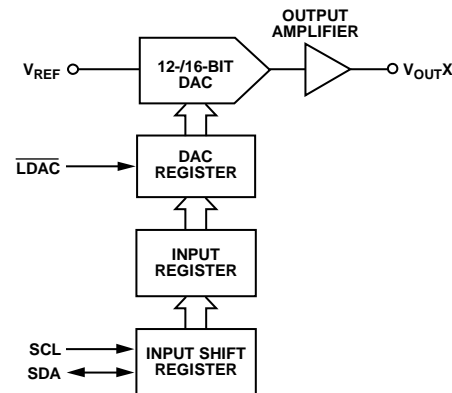 OUTPUT
AMPLIFIER
VREF
12-/16-BIT
DAC
VOUTX
LDAC
DAC
REGISTER
INPUT
REGISTER
SCL
SDA
INPUT SHIFT
REGISTER